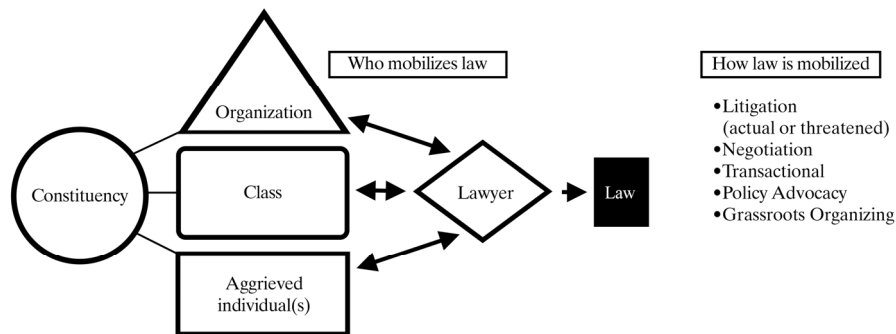 Who mobilizes law
How law is mobilized
Organization
Constituency
Class
Lawyer
Law
Aggrieved
individual(s)
•Litigation
(actual or threatened)
•Negotiation
•Transactional
•Policy Advocacy
•Grassroots Organizing